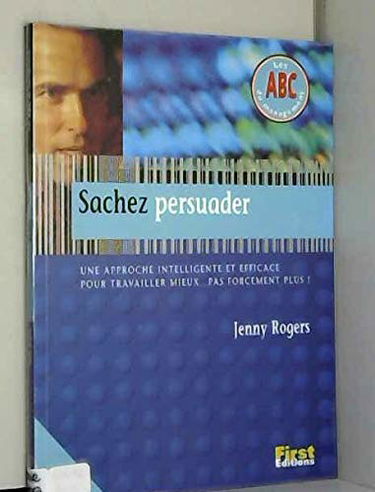 Les
ABC
du management
Sachez persuader
UNE APPROCHE INTELLIGENTE ET EFFICACE
POUR TRAVAILLER MIEUX... PAS FORCEMENT PLUS !
Jenny Rogers
First
Editions